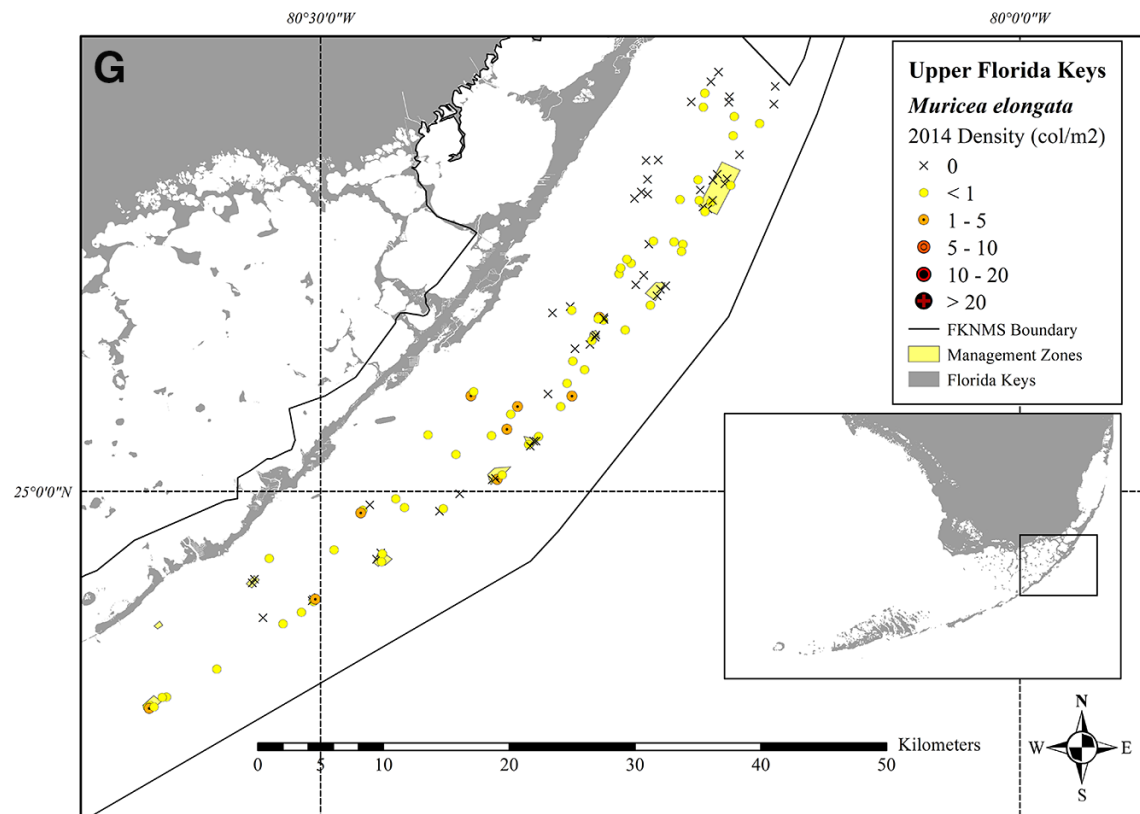 80°30'0"W
80°0'0"W
G
Upper Florida Keys
Muricea elongata
2014 Density (col/m2)
0
< 1
1 - 5
5 - 10
10 - 20
> 20
FKNMS Boundary
Management Zones
Florida Keys
25°0'0"N
Kilometers
0 5 10 20 30 40 50
N
W E
S